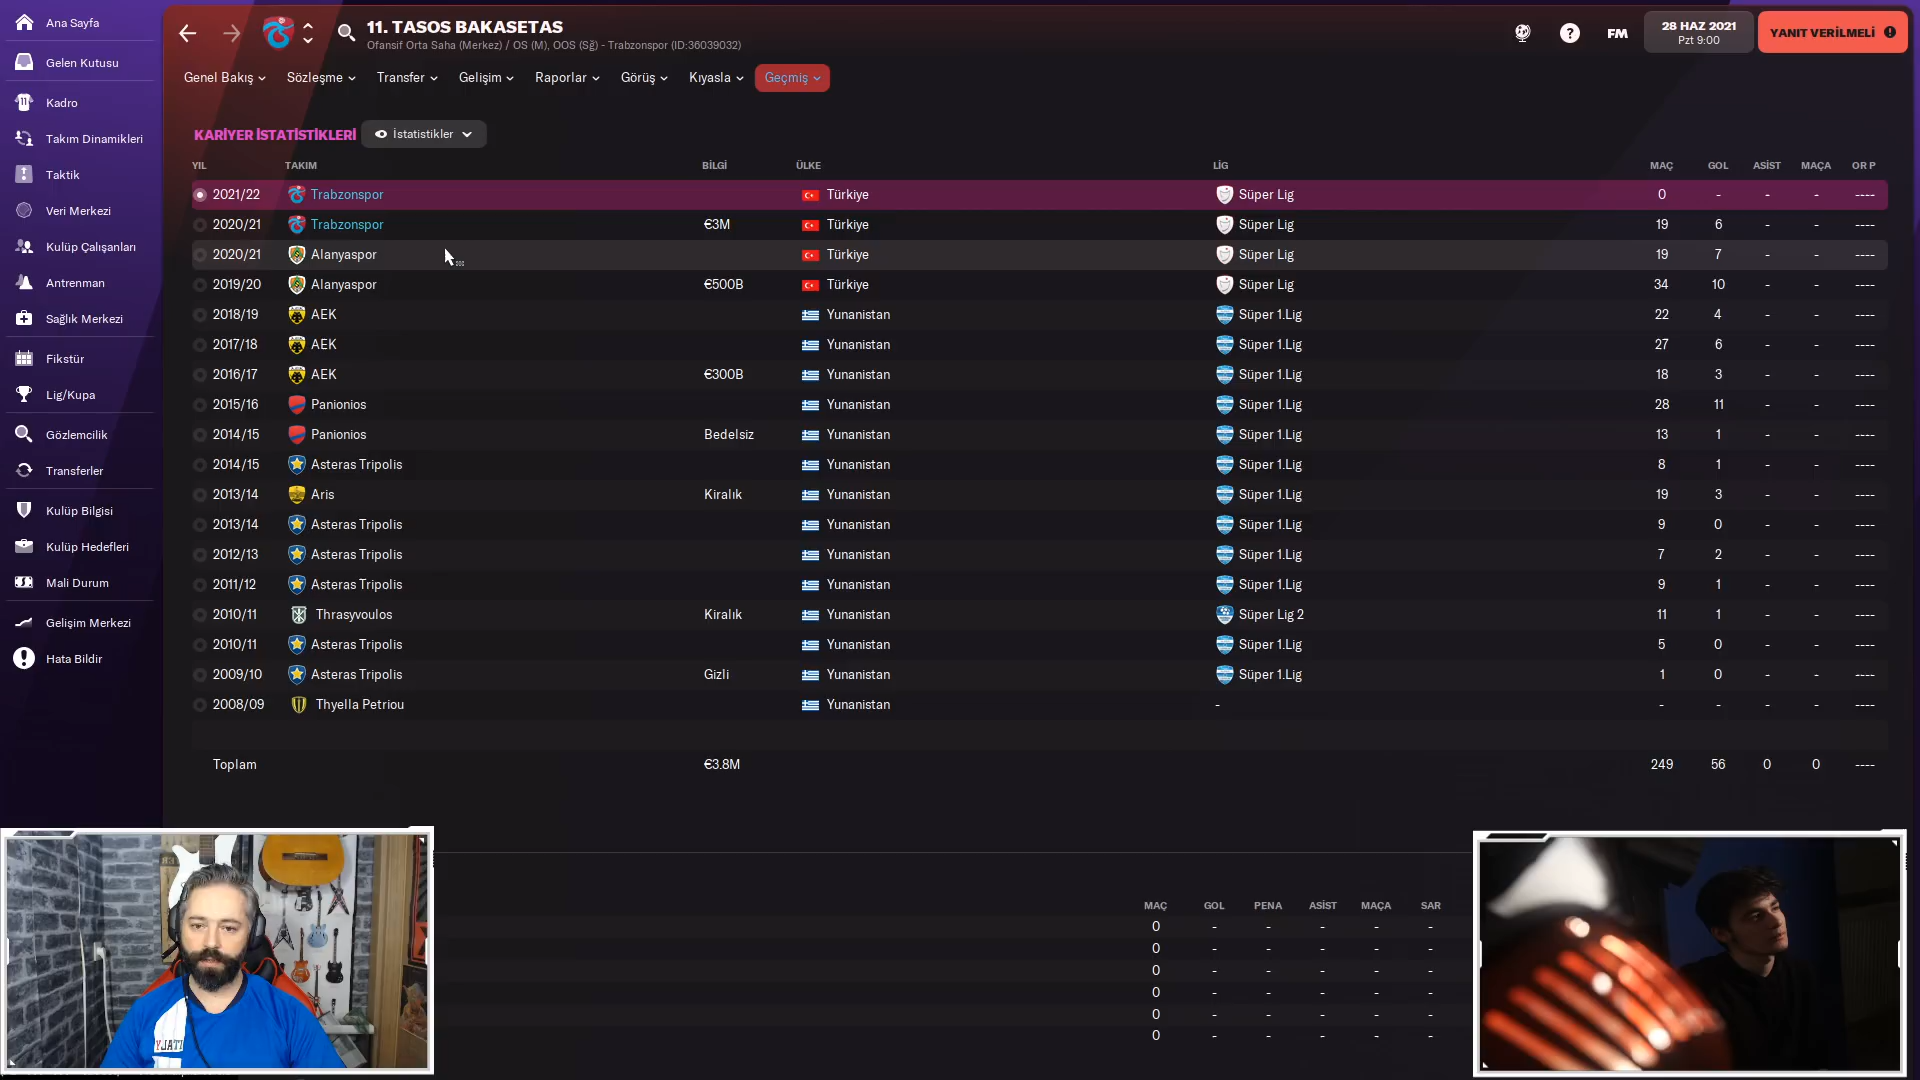 Ana Sayfa
Gelen Kutusu
Kadro
Takım Dinamikleri
Taktik
Veri Merkezi
Kulüp Çalışanları
Antrenman
Sağlık Merkezi
Fikstür
Lig/Kupa
Gözlemcilik
Transferler
Kulüp Bilgisi
Kulüp Hedefleri
Mali Durum
Gelişim Merkezi
Hata Bildir
11. TASOS BAKASETAS
Ofansif Orta Saha (Merkez) / OS (M), OOS (Sğ) - Trabzonspor (ID:36039032)
? FM 28 HAZ 2021 Pzt 9:00 YANIT VERİLMELİ
Genel Bakış Sözleşme Transfer Gelişim Raporlar Görüş Kıyasla Geçmiş
KARİYER İSTATİSTİKLERİ İstatistikler
YIL TAKIM BİLGİ ÜLKE LİG MAÇ GOL ASİST MAÇA OR P
2021/22 Trabzonspor Türkiye Süper Lig 0 - - - ----
2020/21 Trabzonspor €3M Türkiye Süper Lig 19 6 - - ----
2020/21 Alanyaspor Türkiye Süper Lig 19 7 - - ----
2019/20 Alanyaspor €500B Türkiye Süper Lig 34 10 - - ----
2018/19 AEK Yunanistan Süper 1.Lig 22 4 - - ----
2017/18 AEK Yunanistan Süper 1.Lig 27 6 - - ----
2016/17 AEK €300B Yunanistan Süper 1.Lig 18 3 - - ----
2015/16 Panionios Yunanistan Süper 1.Lig 28 11 - - ----
2014/15 Panionios Bedelsiz Yunanistan Süper 1.Lig 13 1 - - ----
2014/15 Asteras Tripolis Yunanistan Süper 1.Lig 8 1 - - ----
2013/14 Aris Kiralık Yunanistan Süper 1.Lig 19 3 - - ----
2013/14 Asteras Tripolis Yunanistan Süper 1.Lig 9 0 - - ----
2012/13 Asteras Tripolis Yunanistan Süper 1.Lig 7 2 - - ----
2011/12 Asteras Tripolis Yunanistan Süper 1.Lig 9 1 - - ----
2010/11 Thrasyvoulos Kiralık Yunanistan Süper Lig 2 11 1 - - ----
2010/11 Asteras Tripolis Yunanistan Süper 1.Lig 5 0 - - ----
2009/10 Asteras Tripolis Gizli Yunanistan Süper 1.Lig 1 0 - - ----
2008/09 Thyella Petriou Yunanistan - - - - - ----
Toplam €3.8M 249 56 0 0 ----
MAÇ GOL PENA ASİST MAÇA SAR
0 - - - - -
0 - - - - -
0 - - - - -
0 - - - - -
0 - - - - -
0 - - - - -